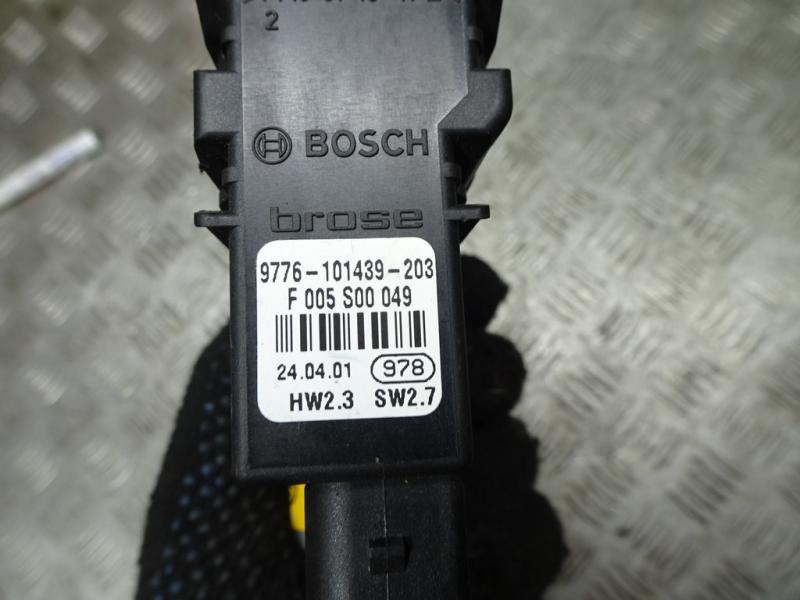 2
BOSCH
brose
9776-101439-203
F 005 S00 049
24.04.01 978
HW2.3 SW2.7